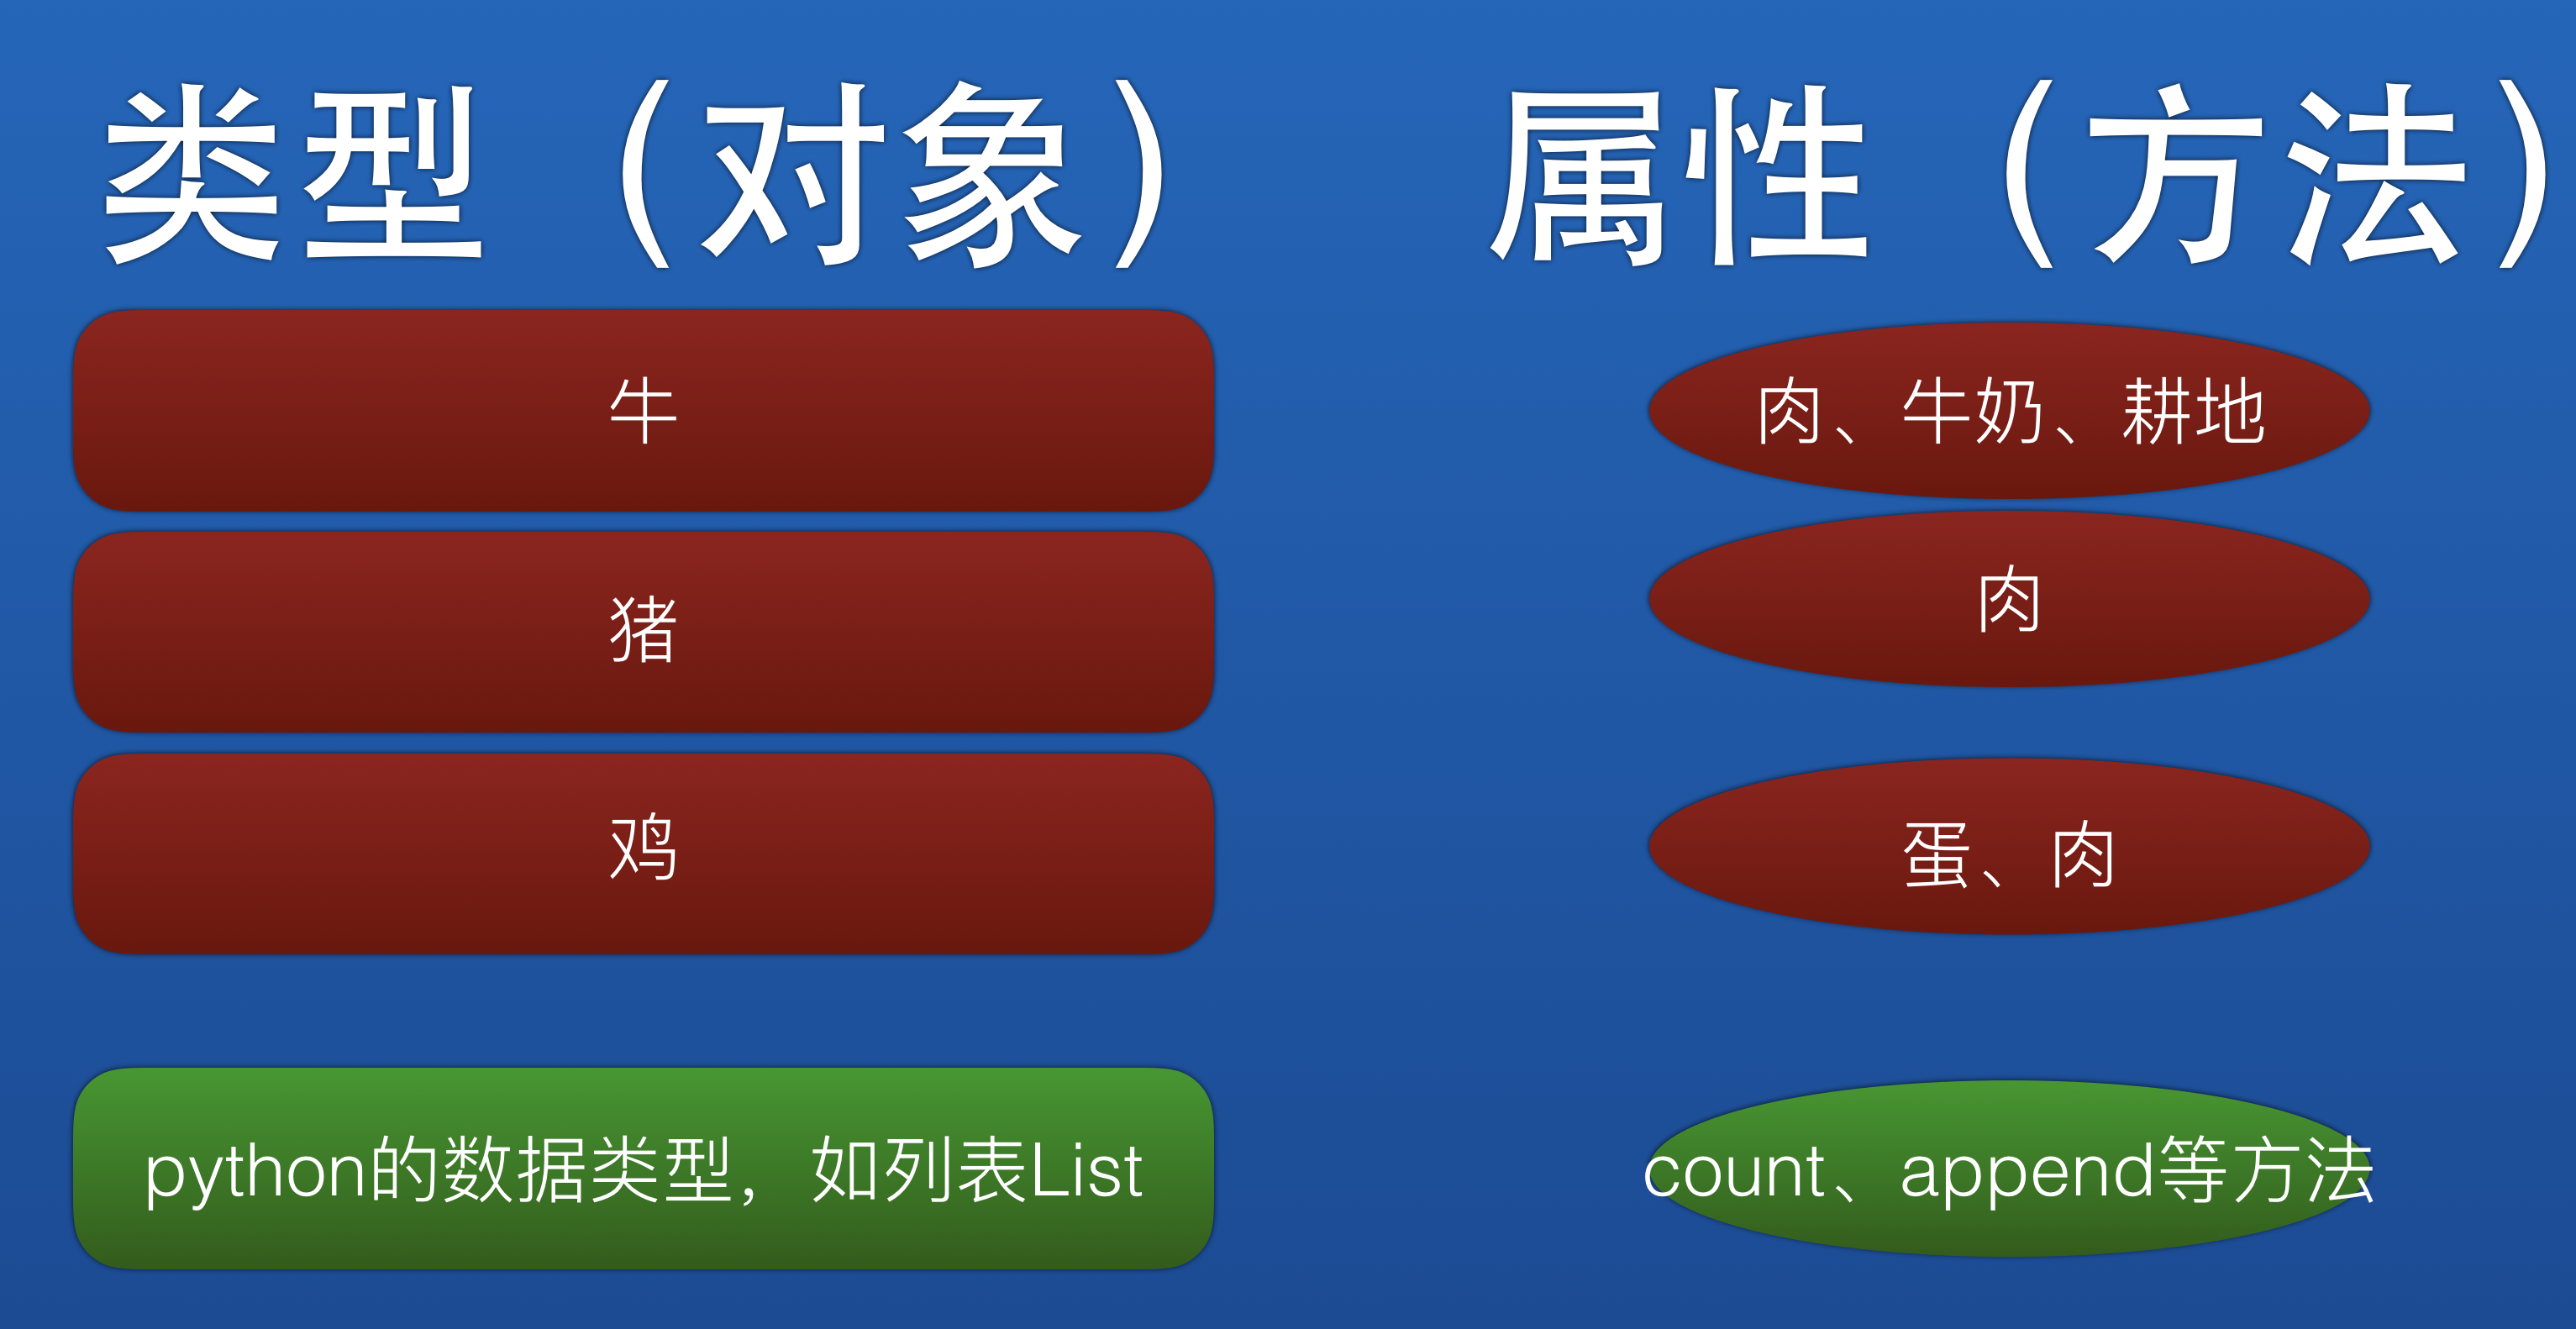 类型（对象）
属性（方法）
牛
肉、牛奶、耕地
猪
肉
鸡
蛋、肉
python的数据类型，如列表List
count、append等方法